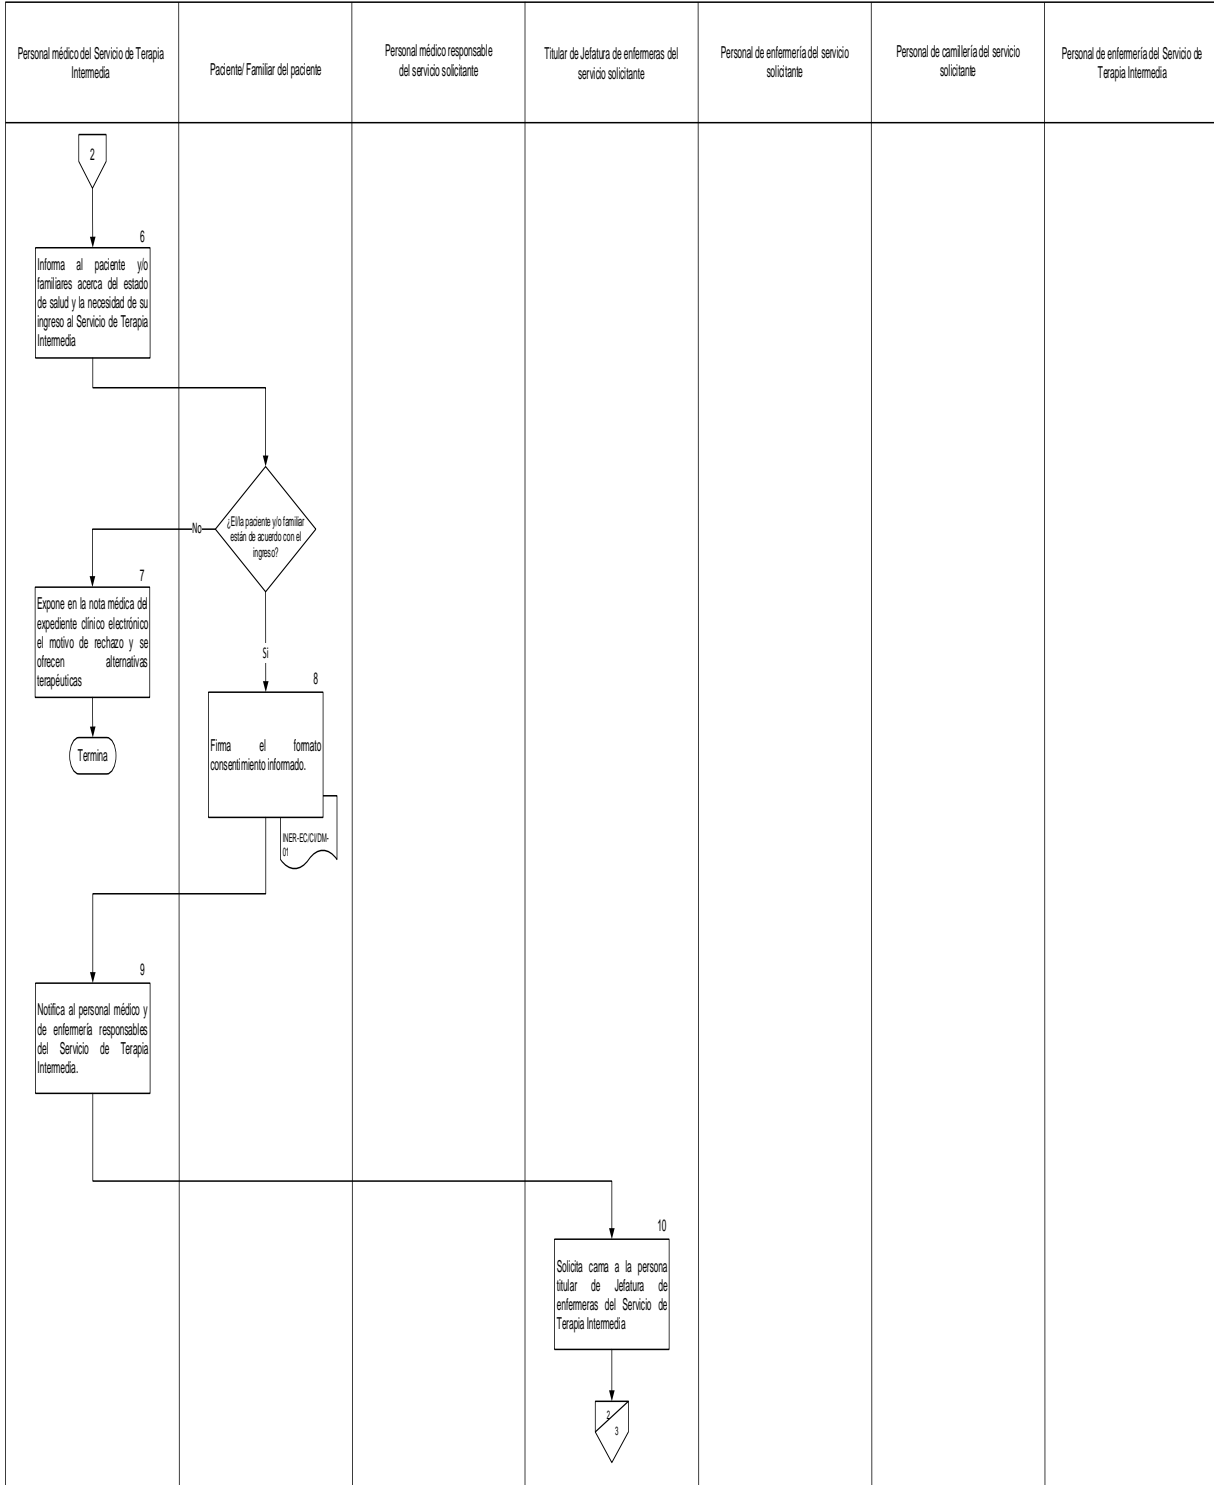 Personal médico del Servicio de Terapia
Intermedia
Paciente/ Familiar del paciente
Personal médico responsable
del servicio solicitante
Titular de Jefatura de enfermeras del
servicio solicitante
Personal de enfermería del servicio
solicitante
Personal de camillería del servicio
solicitante
Personal de enfermería del Servicio de
Terapia Intermedia
2
6
Informa al paciente y/o
familiares acerca del estado
de salud y la necesidad de su
ingreso al Servicio de Terapia
Intermedia
¿El/la paciente y/o familiar
están de acuerdo con el
ingreso?
No
7
Expone en la nota médica del
expediente clínico electrónico
el motivo de rechazo y se
ofrecen alternativas
terapéuticas
Termina
Si
8
Firma el formato
consentimiento informado.
INER-EC/CI/DM-
01
9
Notifica al personal médico y
de enfermería responsables
del Servicio de Terapia
Intermedia.
10
Solicita cama a la persona
titular de Jefatura de
enfermeras del Servicio de
Terapia Intermedia
2
3